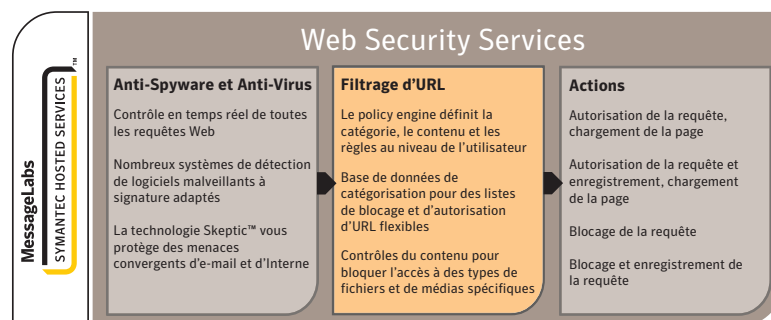 MessageLabs
SYMANTEC HOSTED SERVICES
™
Web Security Services
Anti-Spyware et Anti-Virus
Contrôle en temps réel de toutes
les requêtes Web
Nombreux systèmes de détection
de logiciels malveillants à
signature adaptés
La technologie Skeptic™ vous
protège des menaces
convergents d'e-mail et d'Interne
Filtrage d'URL
Le policy engine définit la
catégorie, le contenu et les
règles au niveau de l'utilisateur
Base de données de
catégorisation pour des listes
de blocage et d'autorisation
d'URL flexibles
Contrôles du contenu pour
bloquer l'accès à des types de
fichiers et de médias spécifiques
Actions
Autorisation de la requête,
chargement de la page
Autorisation de la requête et
enregistrement, chargement
de la page
Blocage de la requête
Blocage et enregistrement de
la requête